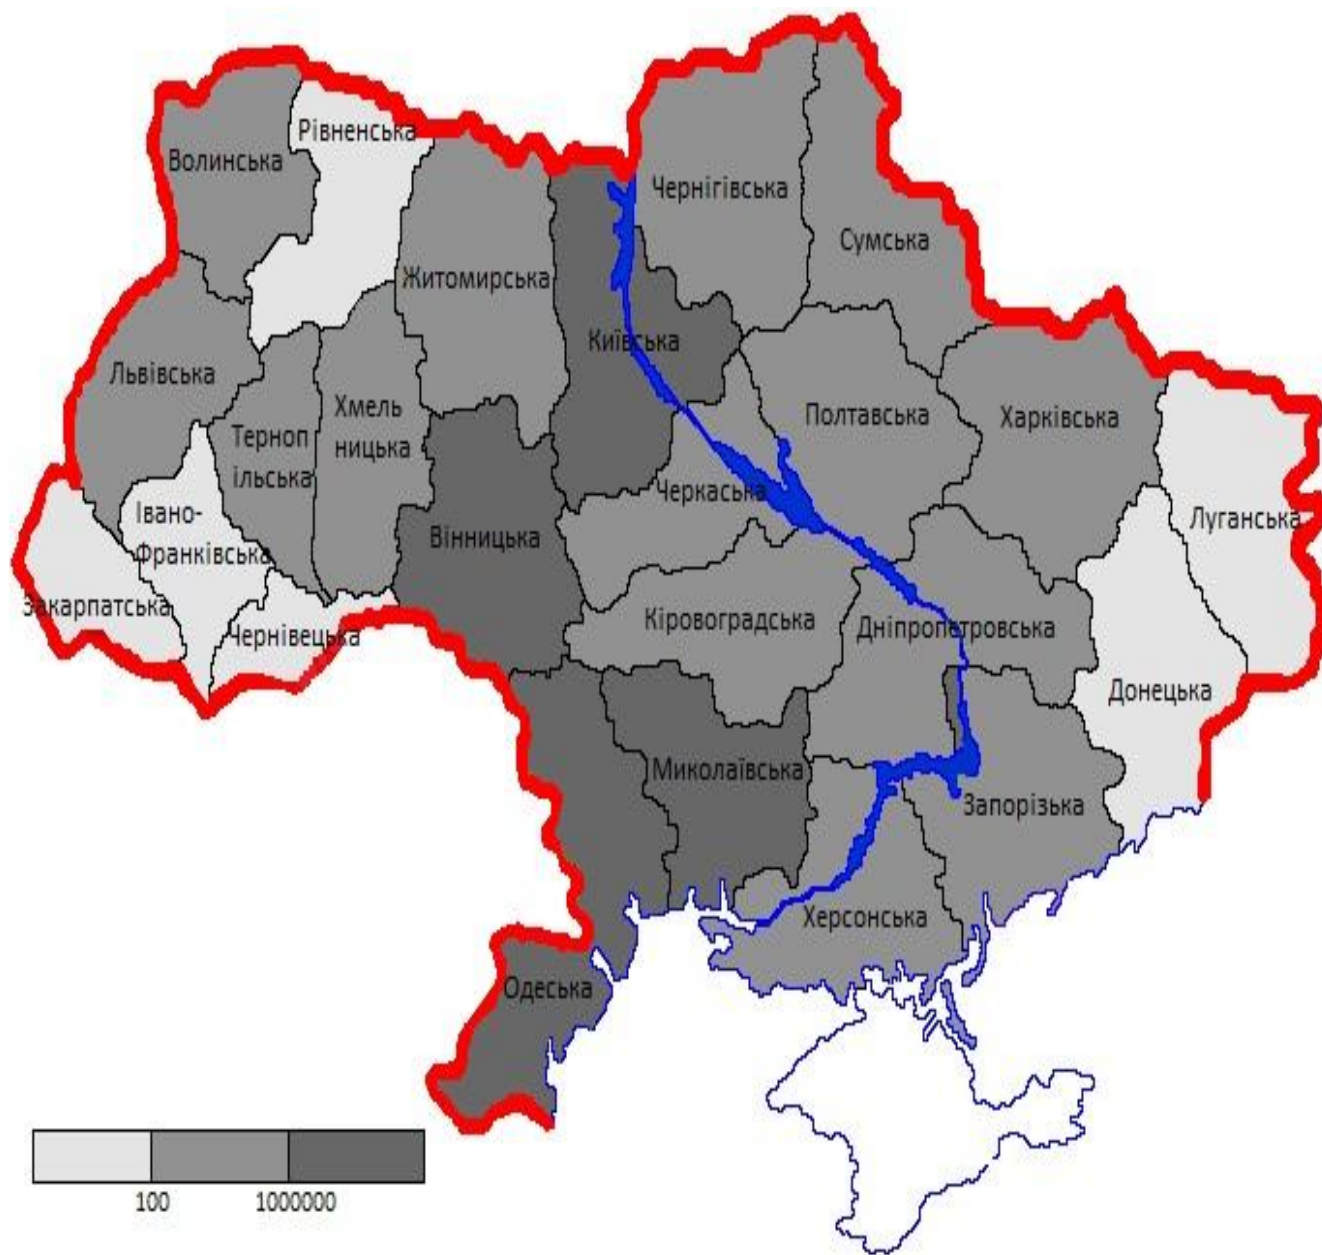 Рівненська
Волинська
Чернігівська
Сумська
Житомирська
Київська
Львівська
Хмель
ницька
Терноп
ільська
Полтавська
Харківська
Черкаська
Івано-
Франківська
Вінницька
Луганська
Закарпатська
Чернівецька
Кіровоградська
Дніпропетровська
Донецька
Миколаївська
Запорізька
Херсонська
Одеська
100
1000000